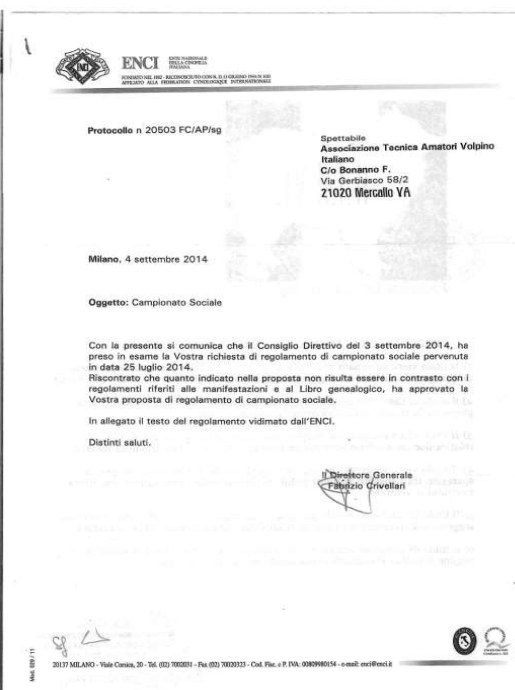 ENCI ENTE NAZIONALE
DELLA CINOFILIA
ITALIANA
Protocollo n 20503 FC/AP/sg
Spettabile
Associazione Tecnica Amatori Volpino
Italiano
C/o Bonanno F.
Via Gerbiasco 58/2
21020 Mercallo VA
Milano, 4 settembre 2014
Oggetto: Campionato Sociale
Con la presente si comunica che il Consiglio Direttivo del 3 settembre 2014, ha
preso in esame la Vostra richiesta di regolamento di campionato sociale pervenuta
in data 25 luglio 2014.
Riscontrato che quanto indicato nella proposta non risulta essere in contrasto con i
regolamenti riferiti alle manifestazioni e al Libro genealogico, ha approvato la
Vostra proposta di regolamento di campionato sociale.
In allegato il testo del regolamento vidimato dall'ENCI.
Distinti saluti.
Il Direttore Generale
Fabrizio Crivellari
20137 MILANO - Viale Corsica, 20 - Tel. (02) 7002031 - Fax (02) 70020323 - Cod. Fisc. e P. IVA: 00809980154 - e-mail: enci@enci.it